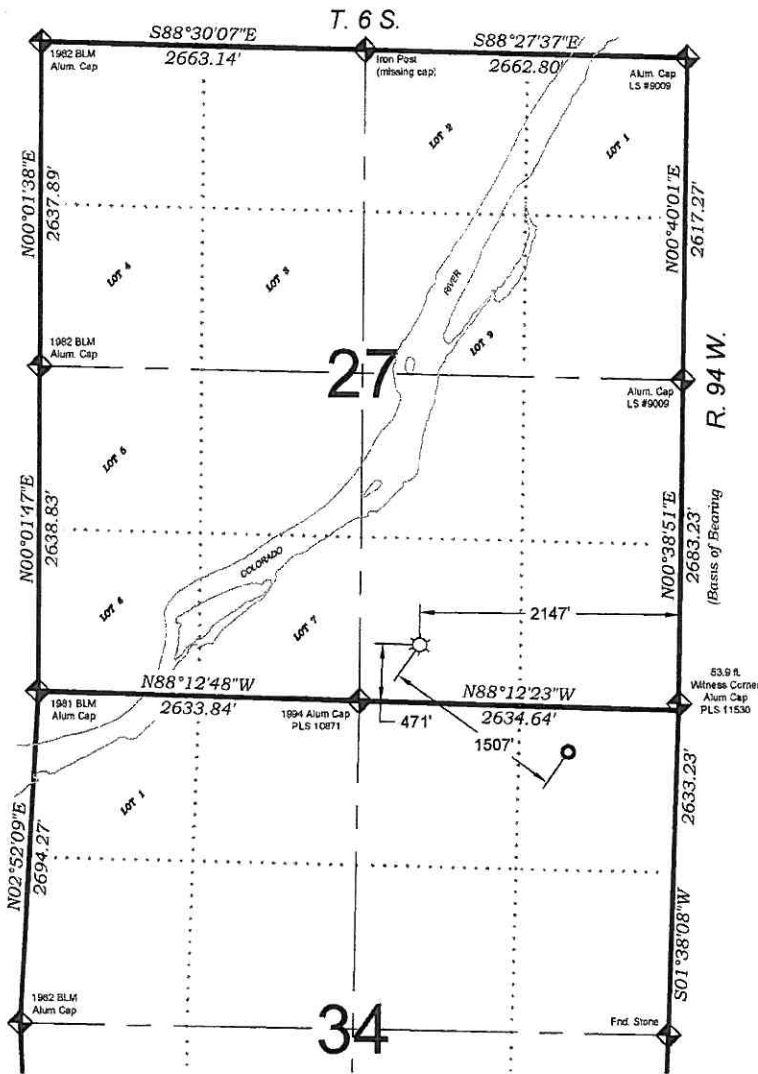 T. 6 S.
S88°30'07"E
2663.14'
S88°27'37"E
2662.80'
1982 BLM
Alum. Cap
Iron Post
(missing cap)
Alum. Cap
LS #9009
LOT 2
LOT 1
N00°01'38"E
2637.89'
N00°40'01"E
2617.27'
LOT 4
LOT 3
RIVER
LOT 9
1982 BLM
Alum. Cap
27
Alum. Cap
LS #9009
R. 94 W.
LOT 5
N00°01'47"E
2638.83'
N00°38'51"E
2683.23'
(Basis of Bearing
COLORADO
LOT 6
LOT 7
2147'
N88°12'48"W
2633.84'
N88°12'23"W
2634.64'
1981 BLM
Alum Cap
1994 Alum Cap
PLS 10871
471'
1507'
53.9 ft.
Witness Corner
Alum Cap
PLS 11530
LOT 1
N02°52'09"E
2694.27'
2633.23'
S01°38'08"W
1982 BLM
Alum Cap
34
Fnd. Stone